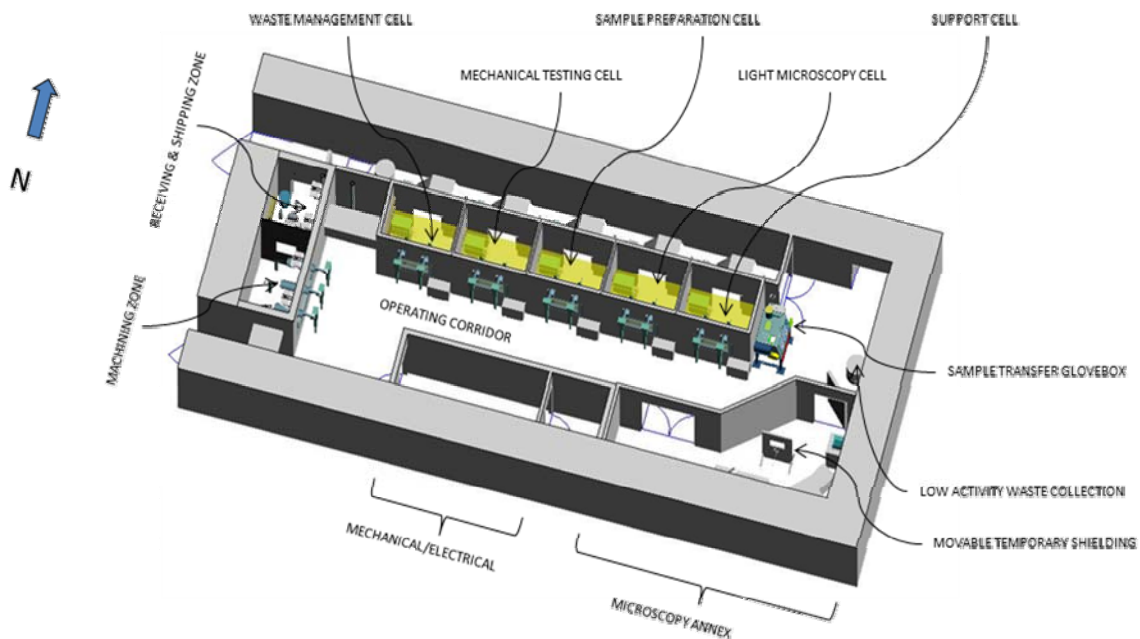 WASTE MANAGEMENT CELL
SAMPLE PREPARATION CELL
SUPPORT CELL
MECHANICAL TESTING CELL
LIGHT MICROSCOPY CELL
RECEIVING & SHIPPING ZONE
N
MACHINING ZONE
OPERATING CORRIDOR
SAMPLE TRANSFER GLOVEBOX
LOW ACTIVITY WASTE COLLECTION
MOVABLE TEMPORARY SHIELDING
MECHANICAL/ELECTRICAL
MICROSCOPY ANNEX